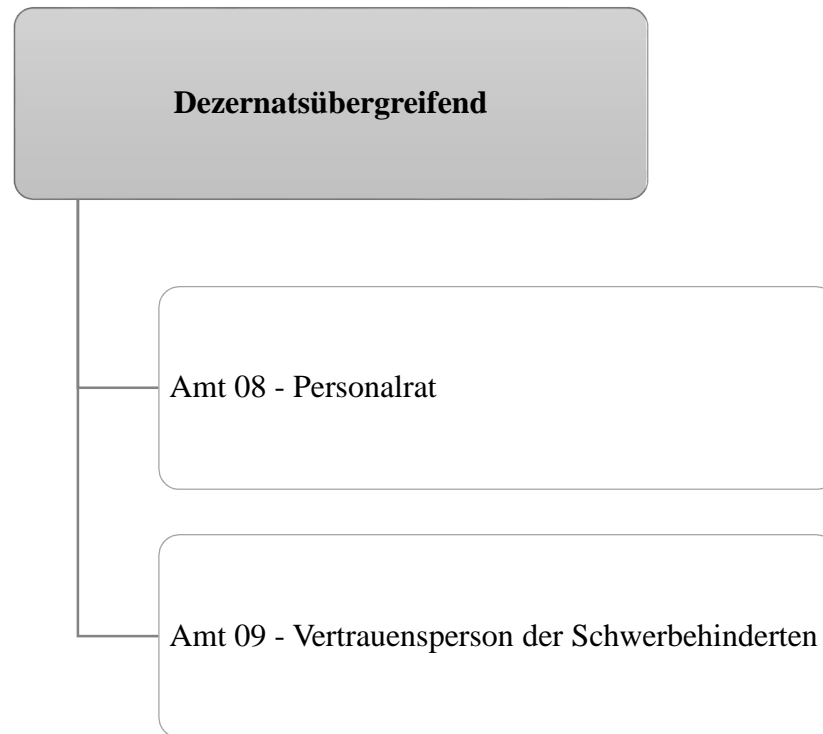 Dezernatsübergreifend
Amt 08 - Personalrat
Amt 09 - Vertrauensperson der Schwerbehinderten